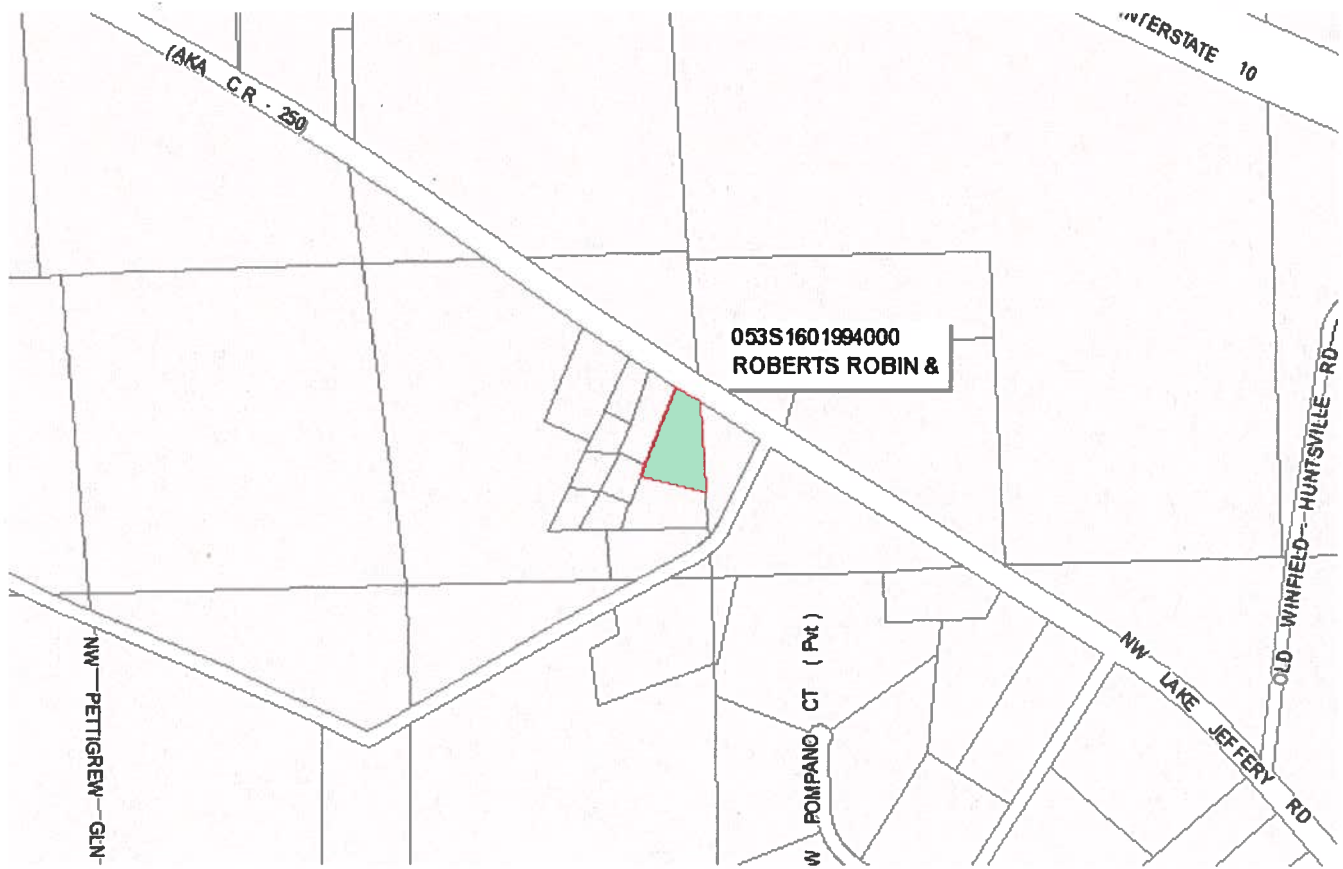 INTERSTATE 10
(AKA C.R - 250)
053S1601994000
ROBERTS ROBIN &
OLD WINFIELD--HUNTSVILLE-RD
NW PETTIGREW GLN
W POMPANO CT ( Pvt )
NW LAKE JEFFERY RD